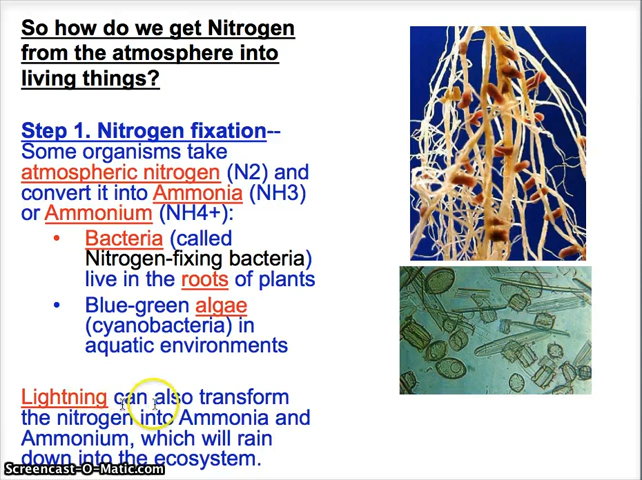 So how do we get Nitrogen
from the atmosphere into
living things?
Step 1. Nitrogen fixation--
Some organisms take
atmospheric nitrogen (N2) and
convert it into Ammonia (NH3)
or Ammonium (NH4+):
• Bacteria (called
Nitrogen-fixing bacteria)
live in the roots of plants
• Blue-green algae
(cyanobacteria) in
aquatic environments
Lightning can also transform
the nitrogen into Ammonia and
Ammonium, which will rain
down into the ecosystem.
Screencast-O-Matic.com